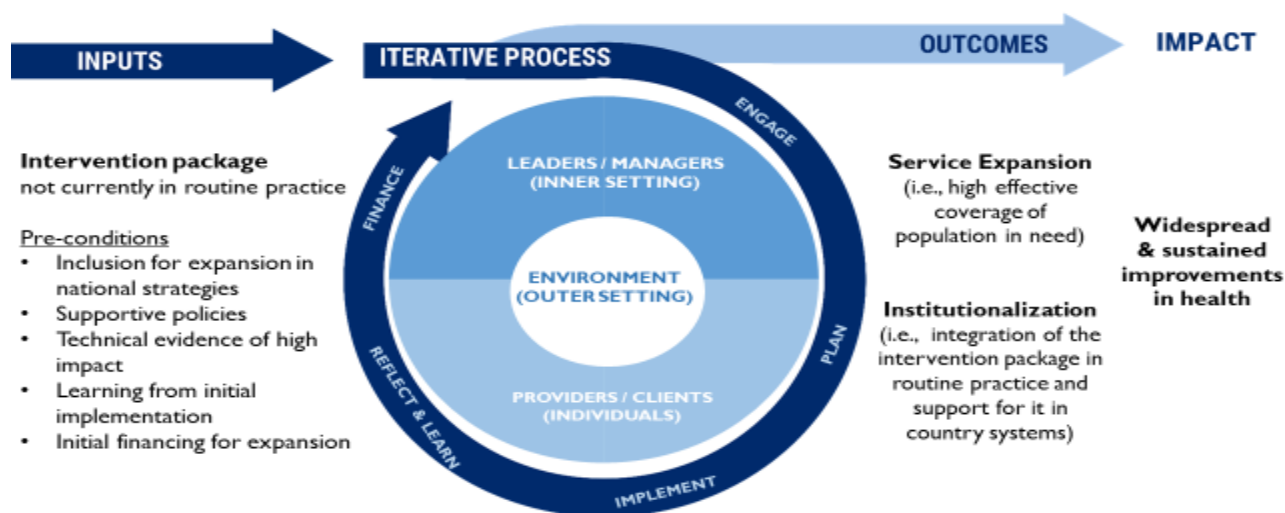 INPUTS
ITERATIVE PROCESS
OUTCOMES
IMPACT
Intervention package
not currently in routine practice
Pre-conditions
• Inclusion for expansion in
national strategies
• Supportive policies
• Technical evidence of high
impact
• Learning from initial
implementation
• Initial financing for expansion
ENGAGE
PLAN
IMPLEMENT
REFLECT & LEARN
FINANCE
LEADERS / MANAGERS
(INNER SETTING)
ENVIRONMENT
(OUTER SETTING)
PROVIDERS / CLIENTS
(INDIVIDUALS)
Service Expansion
(i.e., high effective
coverage of
population in need)
Institutionalization
(i.e., integration of the
intervention package in
routine practice and
support for it in
country systems)
Widespread
& sustained
improvements
in health